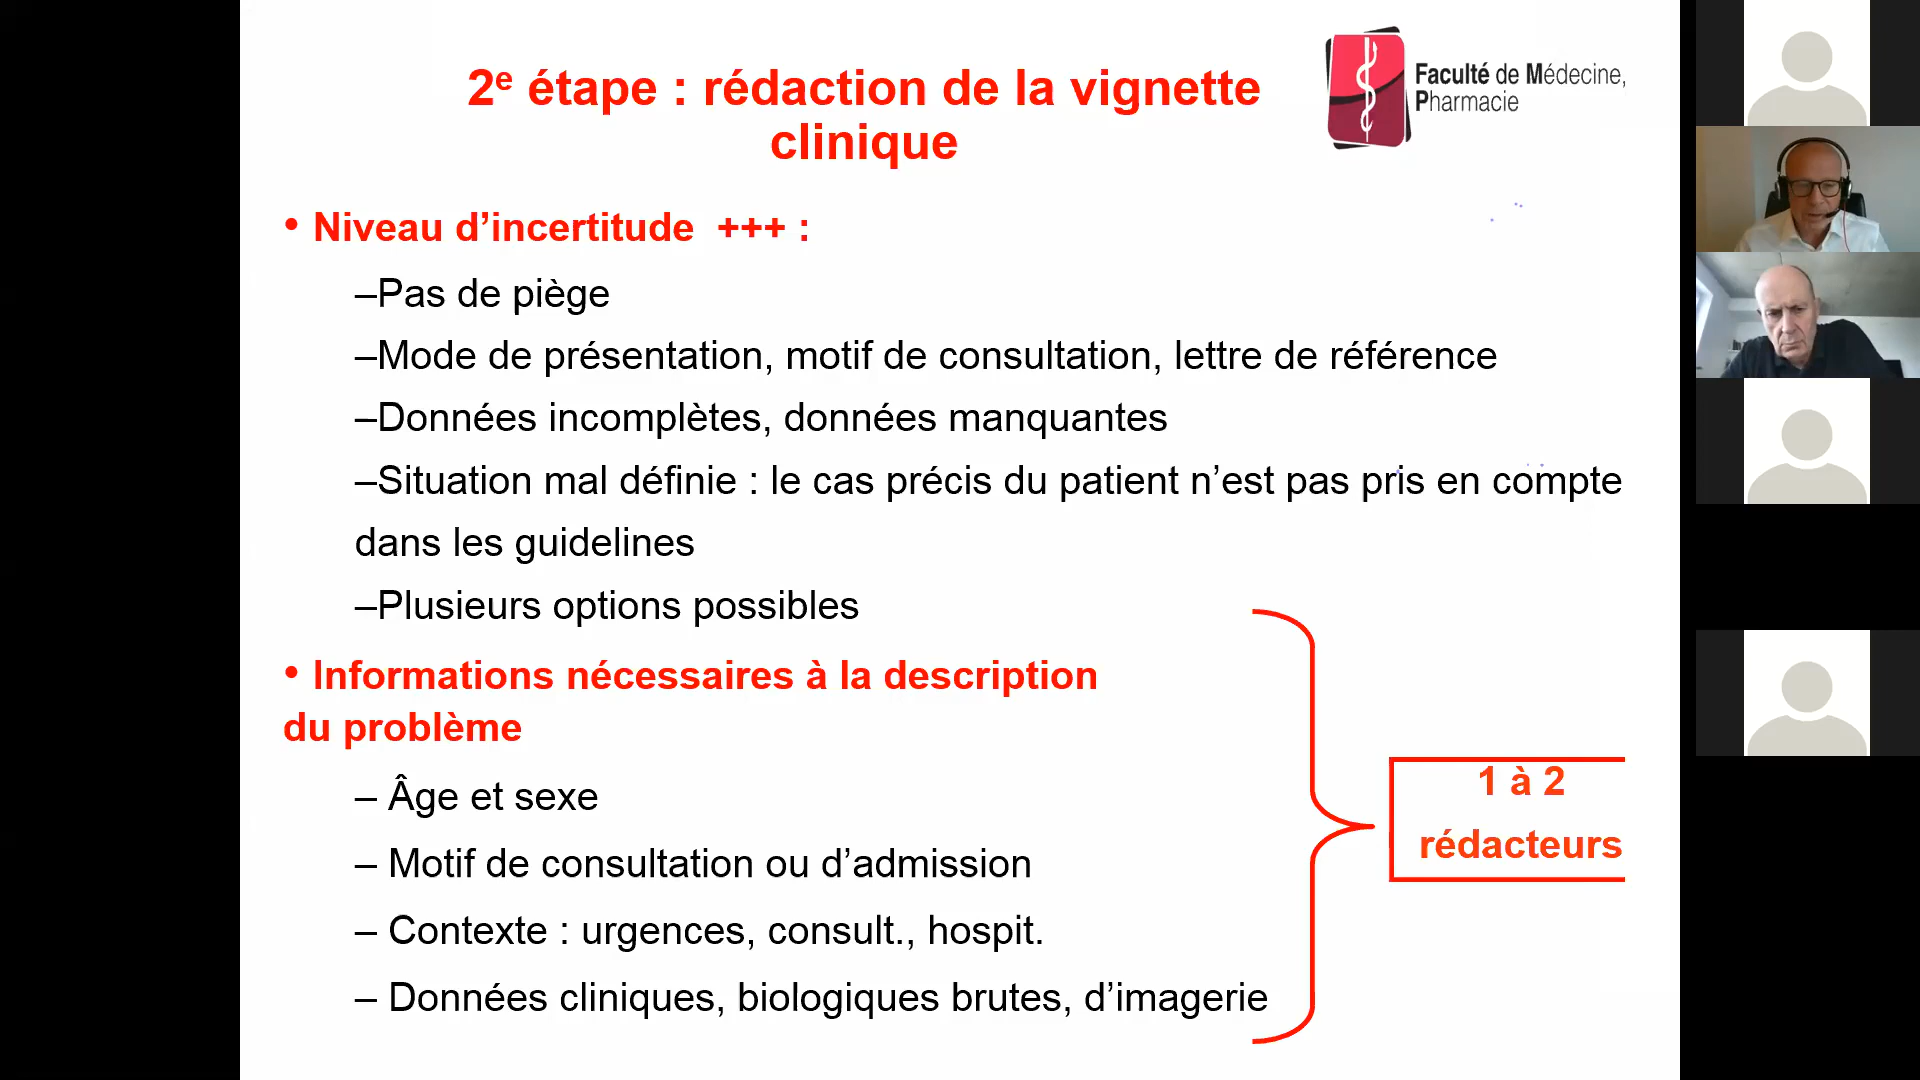 2e étape : rédaction de la vignette
clinique
Faculté de Médecine,
Pharmacie
• Niveau d’incertitude +++ :
–Pas de piège
–Mode de présentation, motif de consultation, lettre de référence
–Données incomplètes, données manquantes
–Situation mal définie : le cas précis du patient n’est pas pris en compte
dans les guidelines
–Plusieurs options possibles
• Informations nécessaires à la description
du problème
– Âge et sexe
– Motif de consultation ou d’admission
– Contexte : urgences, consult., hospit.
– Données cliniques, biologiques brutes, d’imagerie
1 à 2
rédacteurs